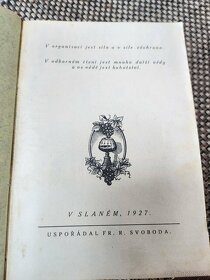 V organisaci jest síla a v síle záchrana.
V odborném čtení jest mnoho další vědy
a ve vědě jest bohatství.
V SLANÉM, 1927.
USPOŘÁDAL FR. R. SVOBODA.